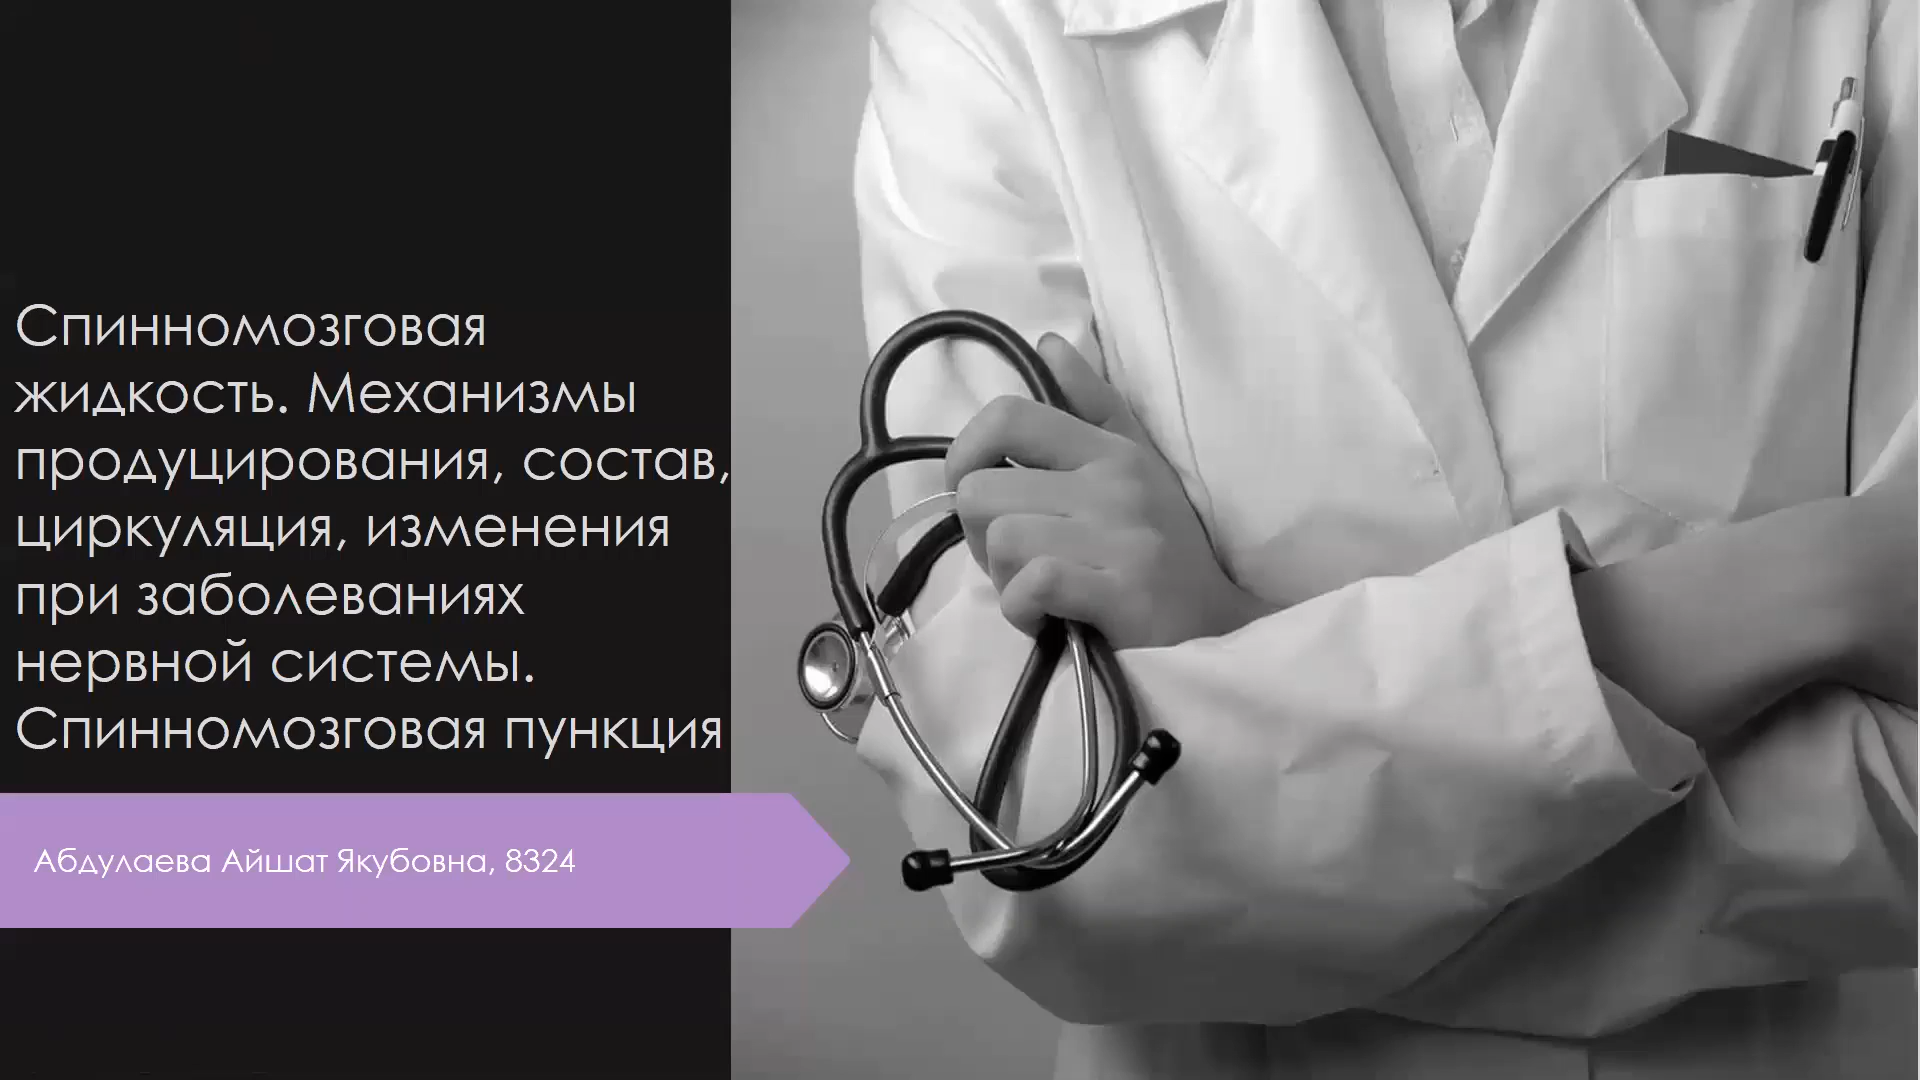 Спинномозговая
жидкость. Механизмы
продуцирования, состав,
циркуляция, изменения
при заболеваниях
нервной системы.
Спинномозговая пункция
Абдулаева Айшат Якубовна, 8324